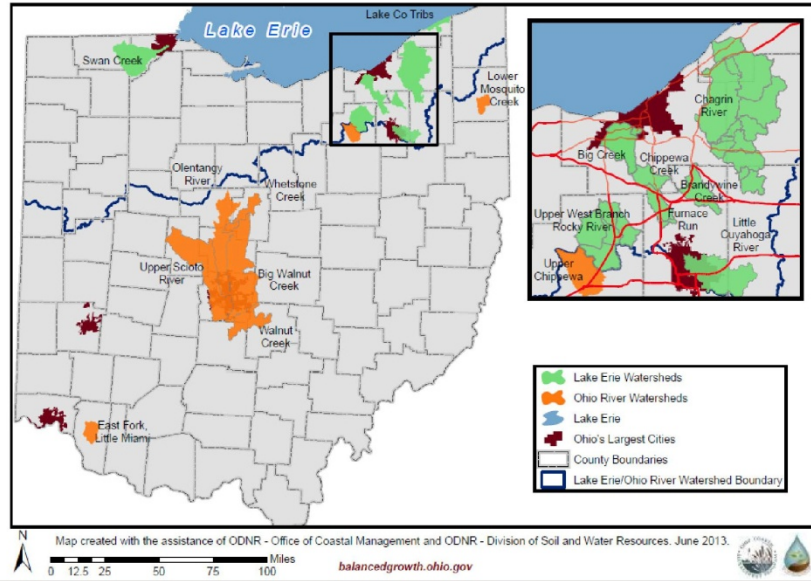 Lake Erie
Lake Co Tribs
Swan Creek
Lower
Mosquito
Creek
Olentangy
River
Whetstone
Creek
Upper Scioto
River
Big Walnut
Creek
Walnut
Creek
East Fork,
Little Miami
Chagrin
River
Big Creek
Chippewa
Creek
Brandywine
Creek
Upper West Branch
Rocky River
Furnace
Run
Little
Cuyahoga
River
Upper
Chippewa
Lake Erie Watersheds
Ohio River Watersheds
Lake Erie
Ohio's Largest Cities
County Boundaries
Lake Erie/Ohio River Watershed Boundary
N
Map created with the assistance of ODNR - Office of Coastal Management and ODNR - Division of Soil and Water Resources. June 2013.
Miles
0 12.5 25 50 75 100
balancedgrowth.ohio.gov